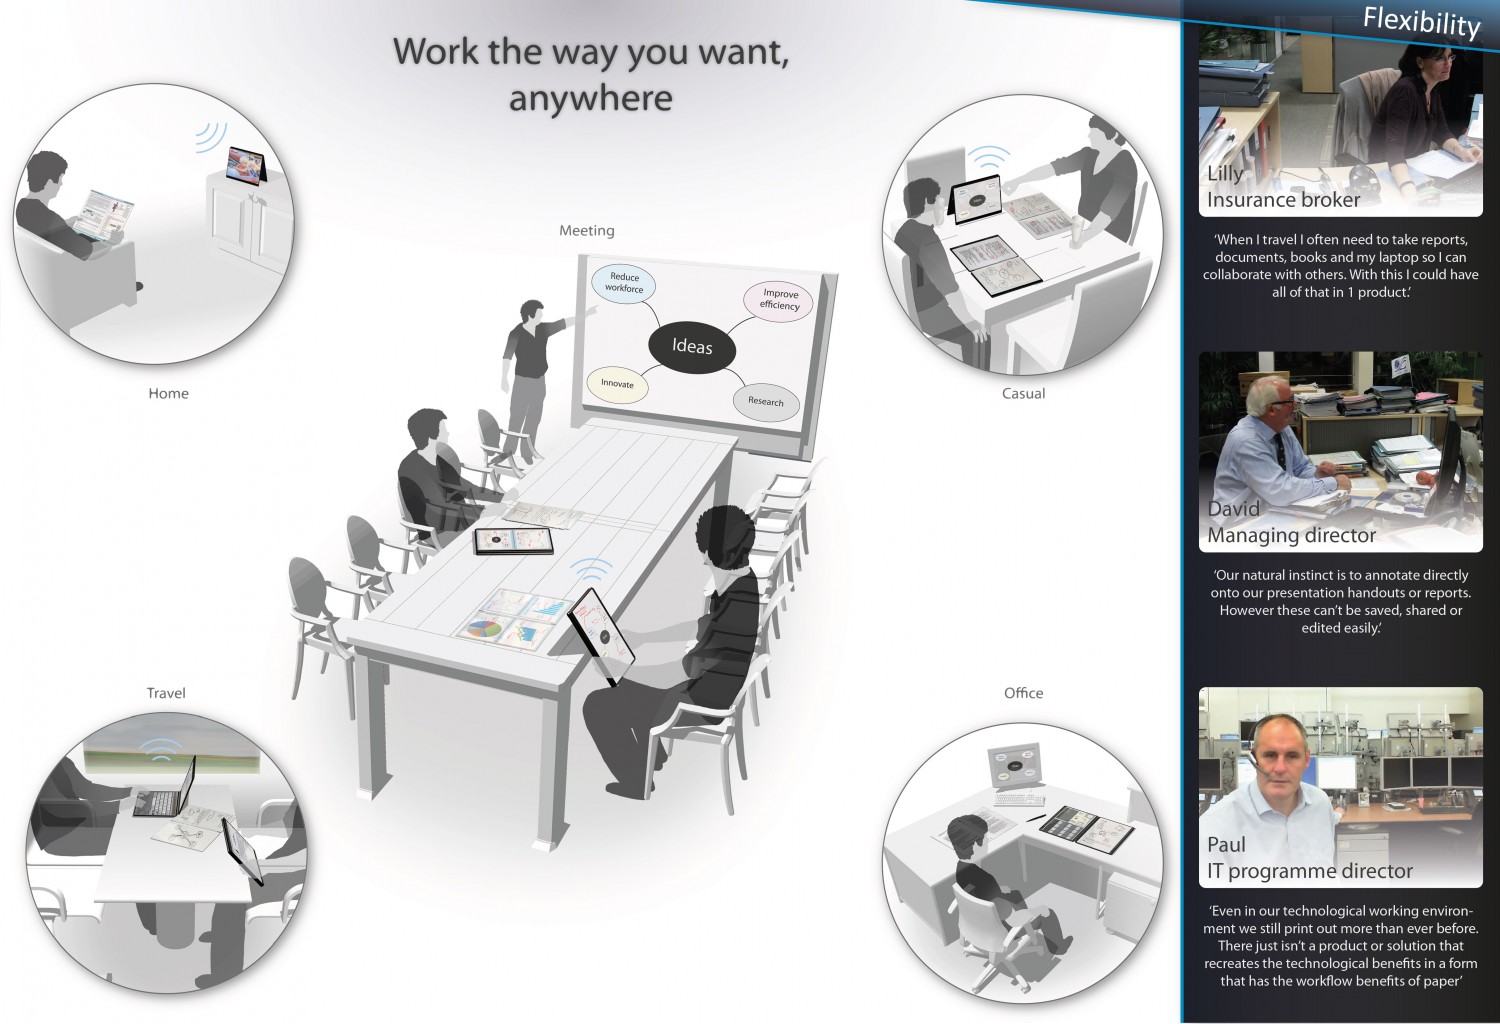 Work the way you want,
anywhere
Flexibility
Home
Meeting
Reduce
workforce
Improve
efficiency
Ideas
Innovate
Research
Casual
Travel
Office
Lilly
Insurance broker
‘When I travel I often need to take reports,
documents, books and my laptop so I can
collaborate with others. With this I could have
all of that in 1 product.’
David
Managing director
‘Our natural instinct is to annotate directly
onto our presentation handouts or reports.
However these can’t be saved, shared or
edited easily.’
Paul
IT programme director
‘Even in our technological working environ-
ment we still print out more than ever before.
There just isn’t a product or solution that
recreates the technological benefits in a form
that has the workflow benefits of paper’